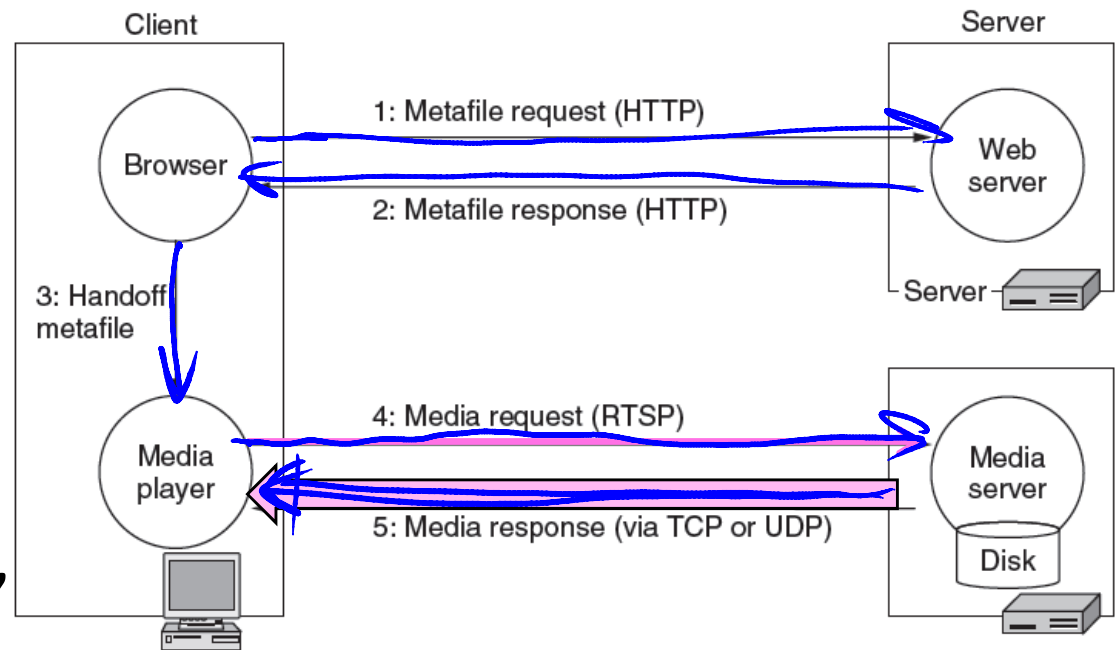 Client
Server
1: Metafile request (HTTP)
Browser
Web
server
2: Metafile response (HTTP)
3: Handoff
metafile
Server
4: Media request (RTSP)
Media
player
Media
server
5: Media response (via TCP or UDP)
Disk